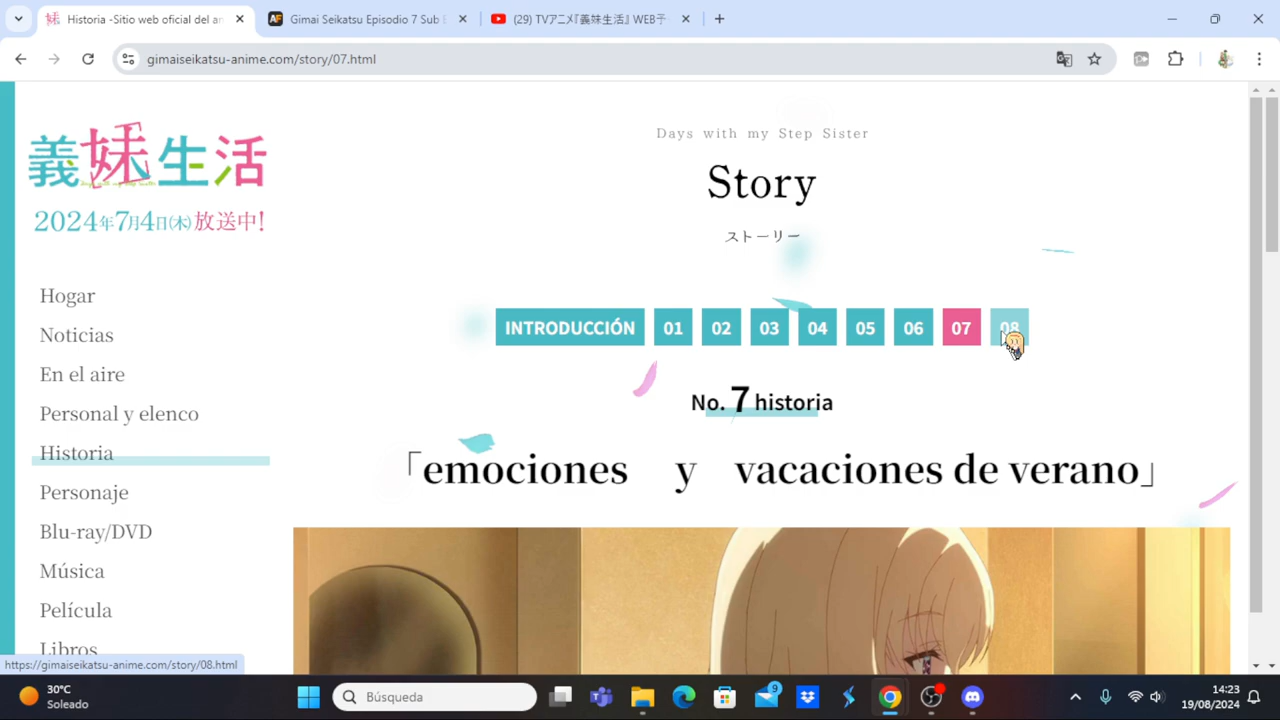 Historia -Sitio web oficial del an
Gimai Seikatsu Episodio 7 Sub E
(29) TVアニメ『義妹生活』 WEB予
gimaiseikatsu-anime.com/story/07.html
義妹生活
2024年7月4日(木)放送中!
Days with my Step Sister
Story
ストーリー
Hogar
Noticias
En el aire
Personal y elenco
Historia
Personaje
Blu-ray/DVD
Música
Película
Libros
INTRODUCCIÓN 01 02 03 04 05 06 07 08
No. 7 historia
「emociones y vacaciones de verano」
https://gimaiseikatsu-anime.com/story/08.html
30°C
Soleado
Búsqueda
9
14:23
19/08/2024